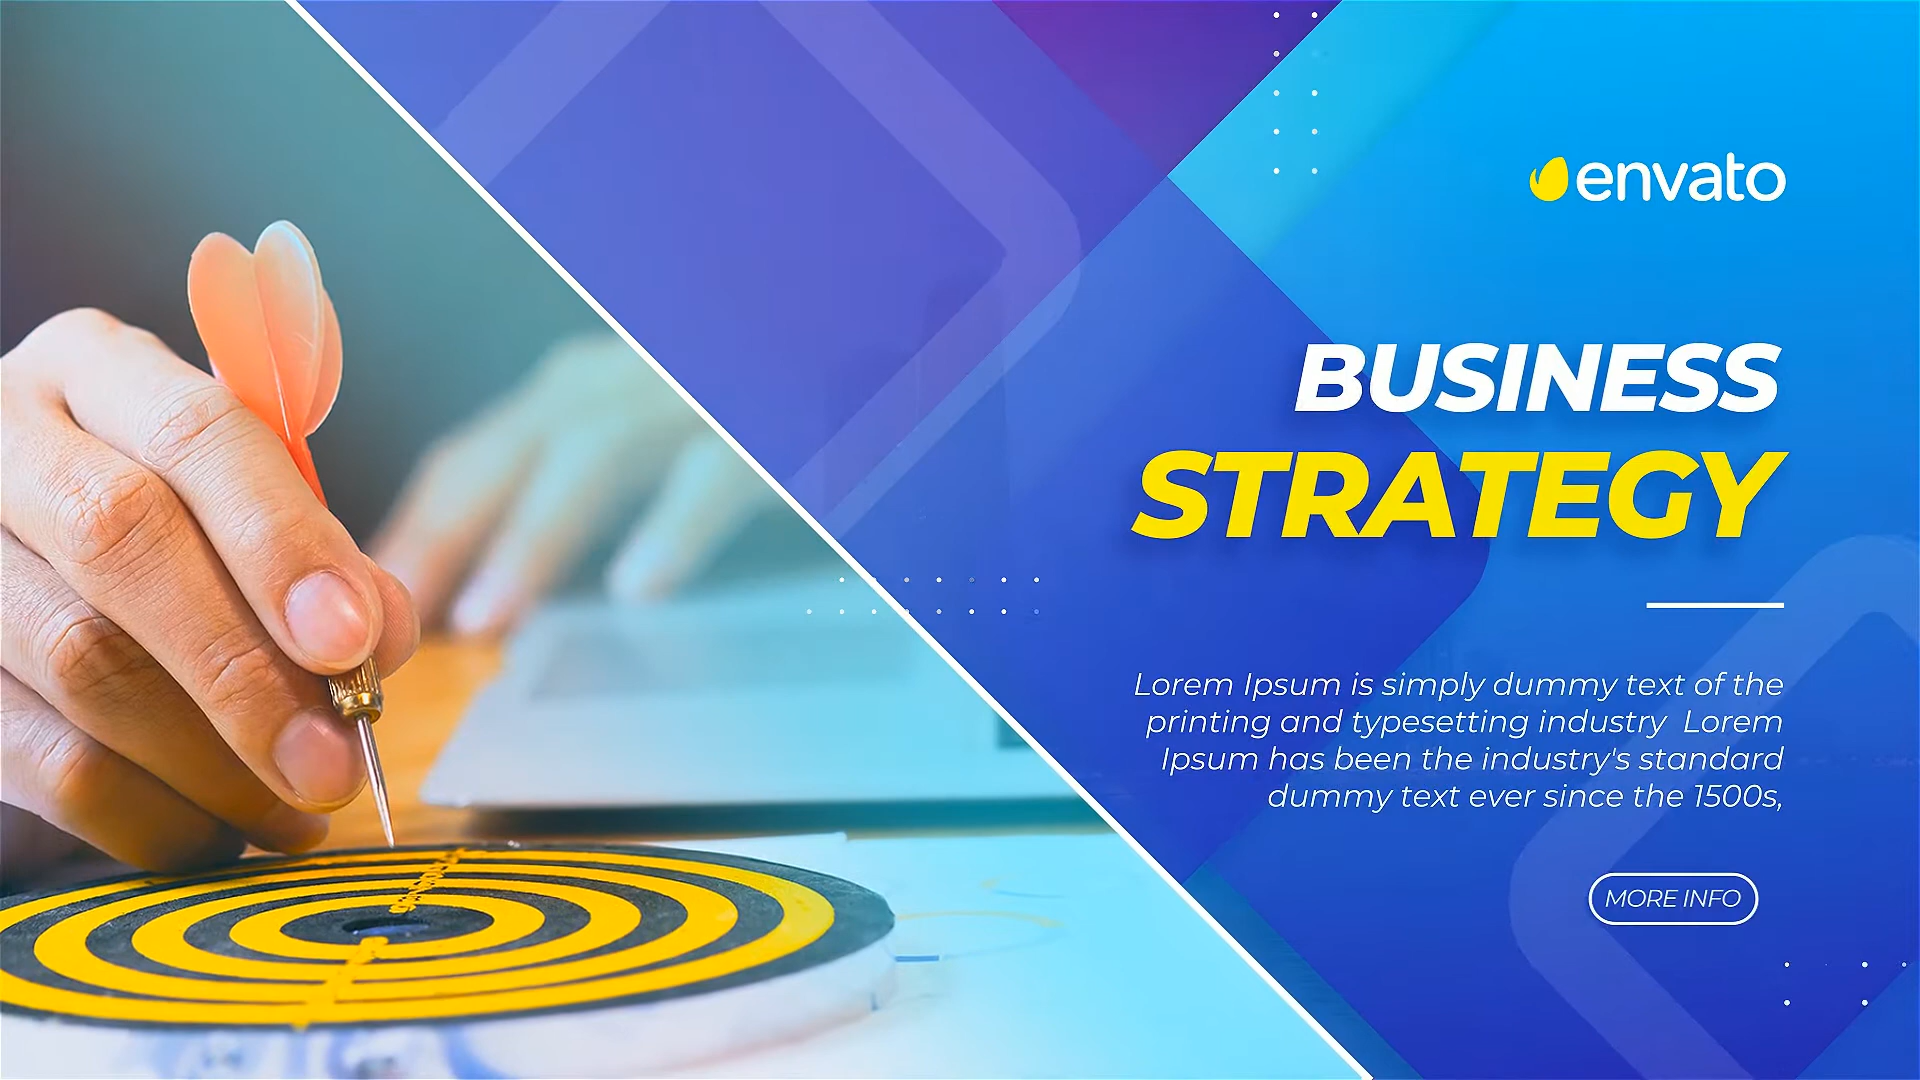 envato
BUSINESS
STRATEGY
Lorem Ipsum is simply dummy text of the
printing and typesetting industry  Lorem
Ipsum has been the industry's standard
dummy text ever since the 1500s,
MORE INFO